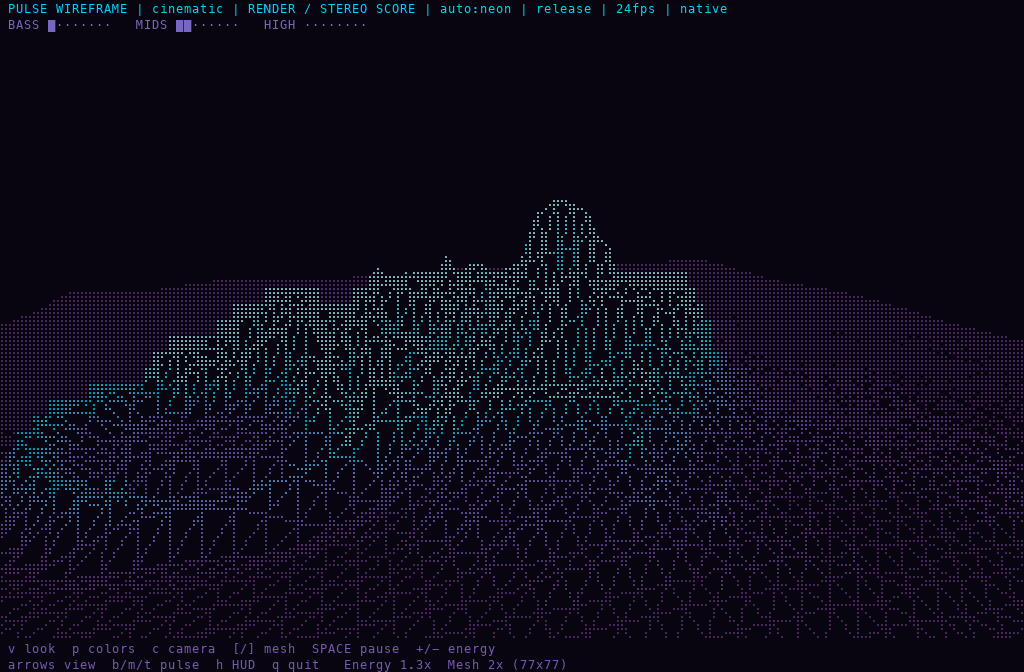 PULSE WIREFRAME | cinematic | RENDER / STEREO SCORE | auto:neon | release | 24fps | native
BASS █······· MIDS ██······ HIGH ········
v look p colors c camera [/] mesh SPACE pause +/− energy
arrows view b/m/t pulse h HUD q quit Energy 1.3x Mesh 2x (77x77)